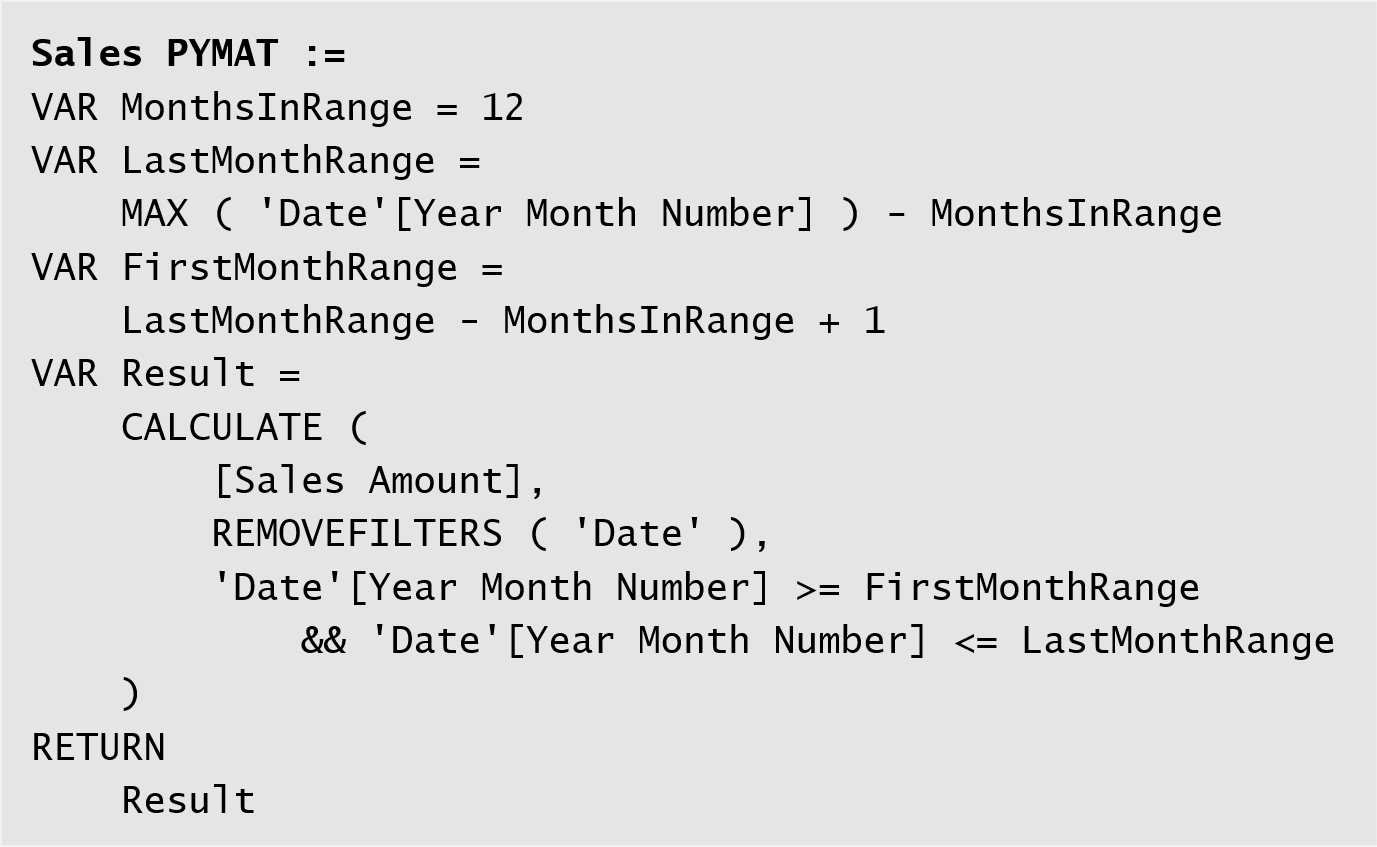 Sales PYMAT :=
VAR MonthsInRange = 12
VAR LastMonthRange =
    MAX ( 'Date'[Year Month Number] ) - MonthsInRange
VAR FirstMonthRange =
    LastMonthRange - MonthsInRange + 1
VAR Result =
    CALCULATE (
        [Sales Amount],
        REMOVEFILTERS ( 'Date' ),
        'Date'[Year Month Number] >= FirstMonthRange
            && 'Date'[Year Month Number] <= LastMonthRange
    )
RETURN
    Result